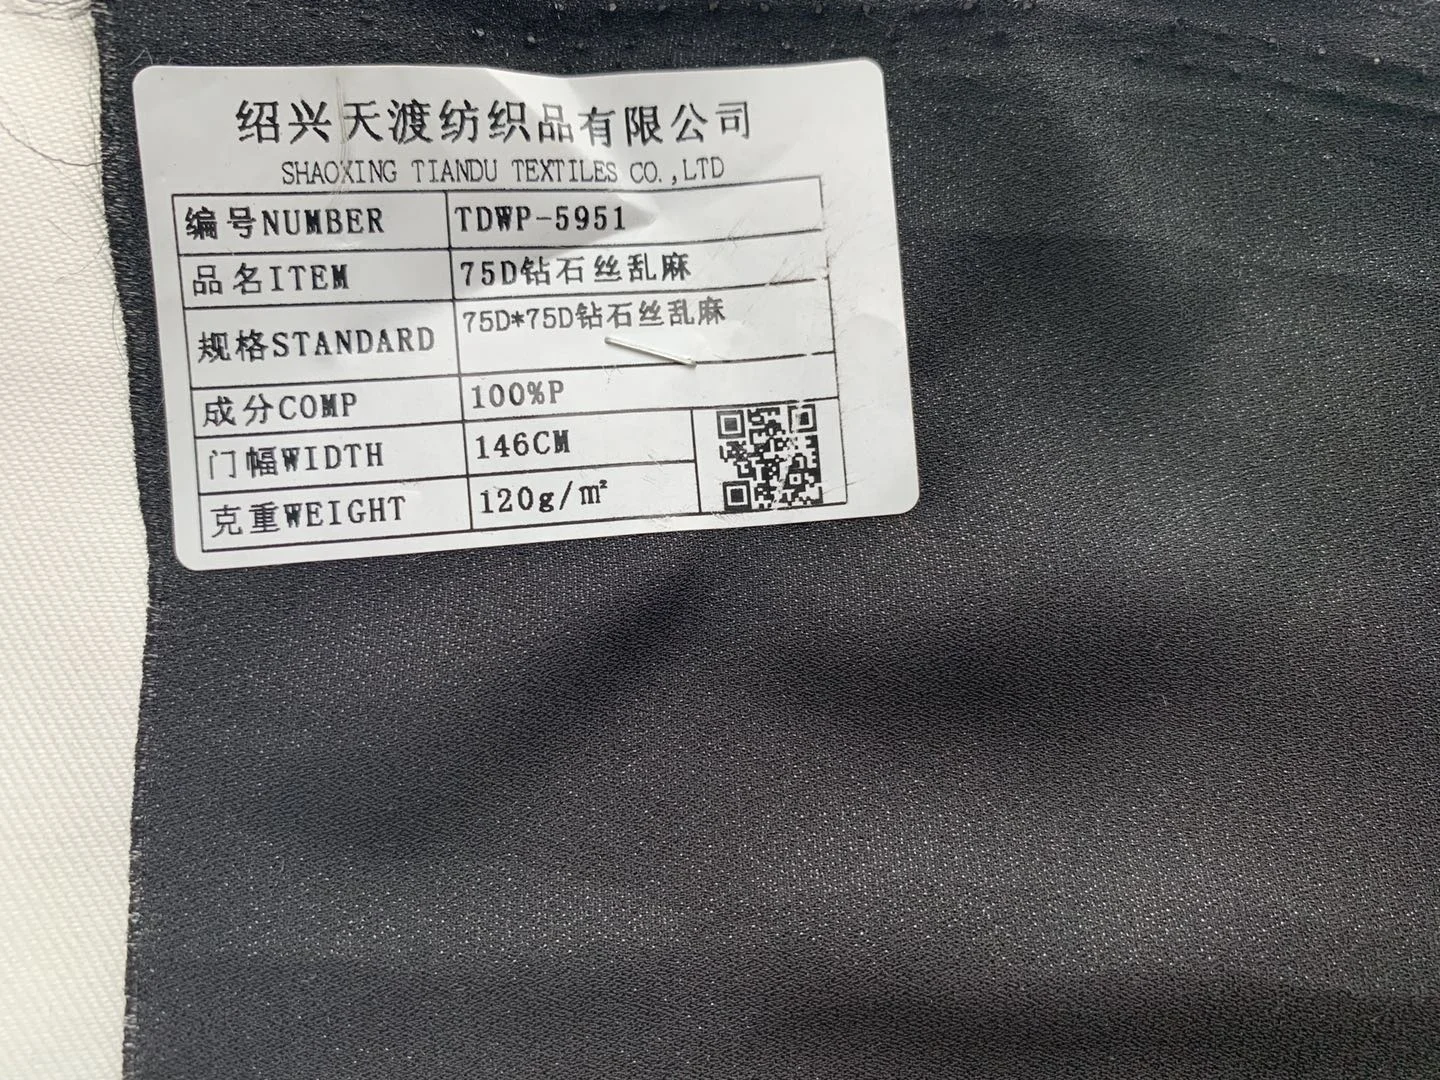 绍兴天渡纺织品有限公司
SHAOXING TIANDU TEXTILES CO.,LTD
编号NUMBER TDWP-5951
品名ITEM 75D钻石丝乱麻
规格STANDARD 75D*75D钻石丝乱麻
成分COMP 100%P
门幅WIDTH 146CM
克重WEIGHT 120g/㎡